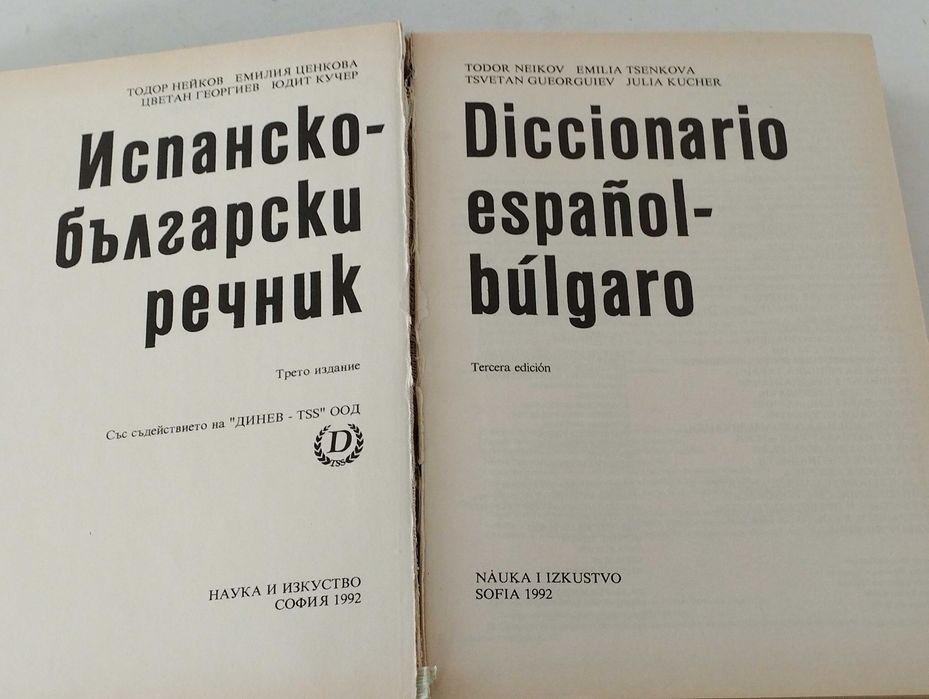 ТОДОР НЕЙКОВ ЕМИЛИЯ ЦЕНКОВА
ЦВЕТАН ГЕОРГИЕВ ЮДИТ КУЧЕР
Испанско-
български
речник
Трето издание
Със съдействието на "ДИНЕВ - TSS" ООД
D
TSS
НАУКА И ИЗКУСТВО
СОФИЯ 1992
TODOR NEIKOV EMILIA TSENKOVA
TSVETAN GUEORGUIEV JULIA KUCHER
Diccionario
español-
búlgaro
Tercera edición
NÀUKA I IZKUSTVO
SOFIA 1992